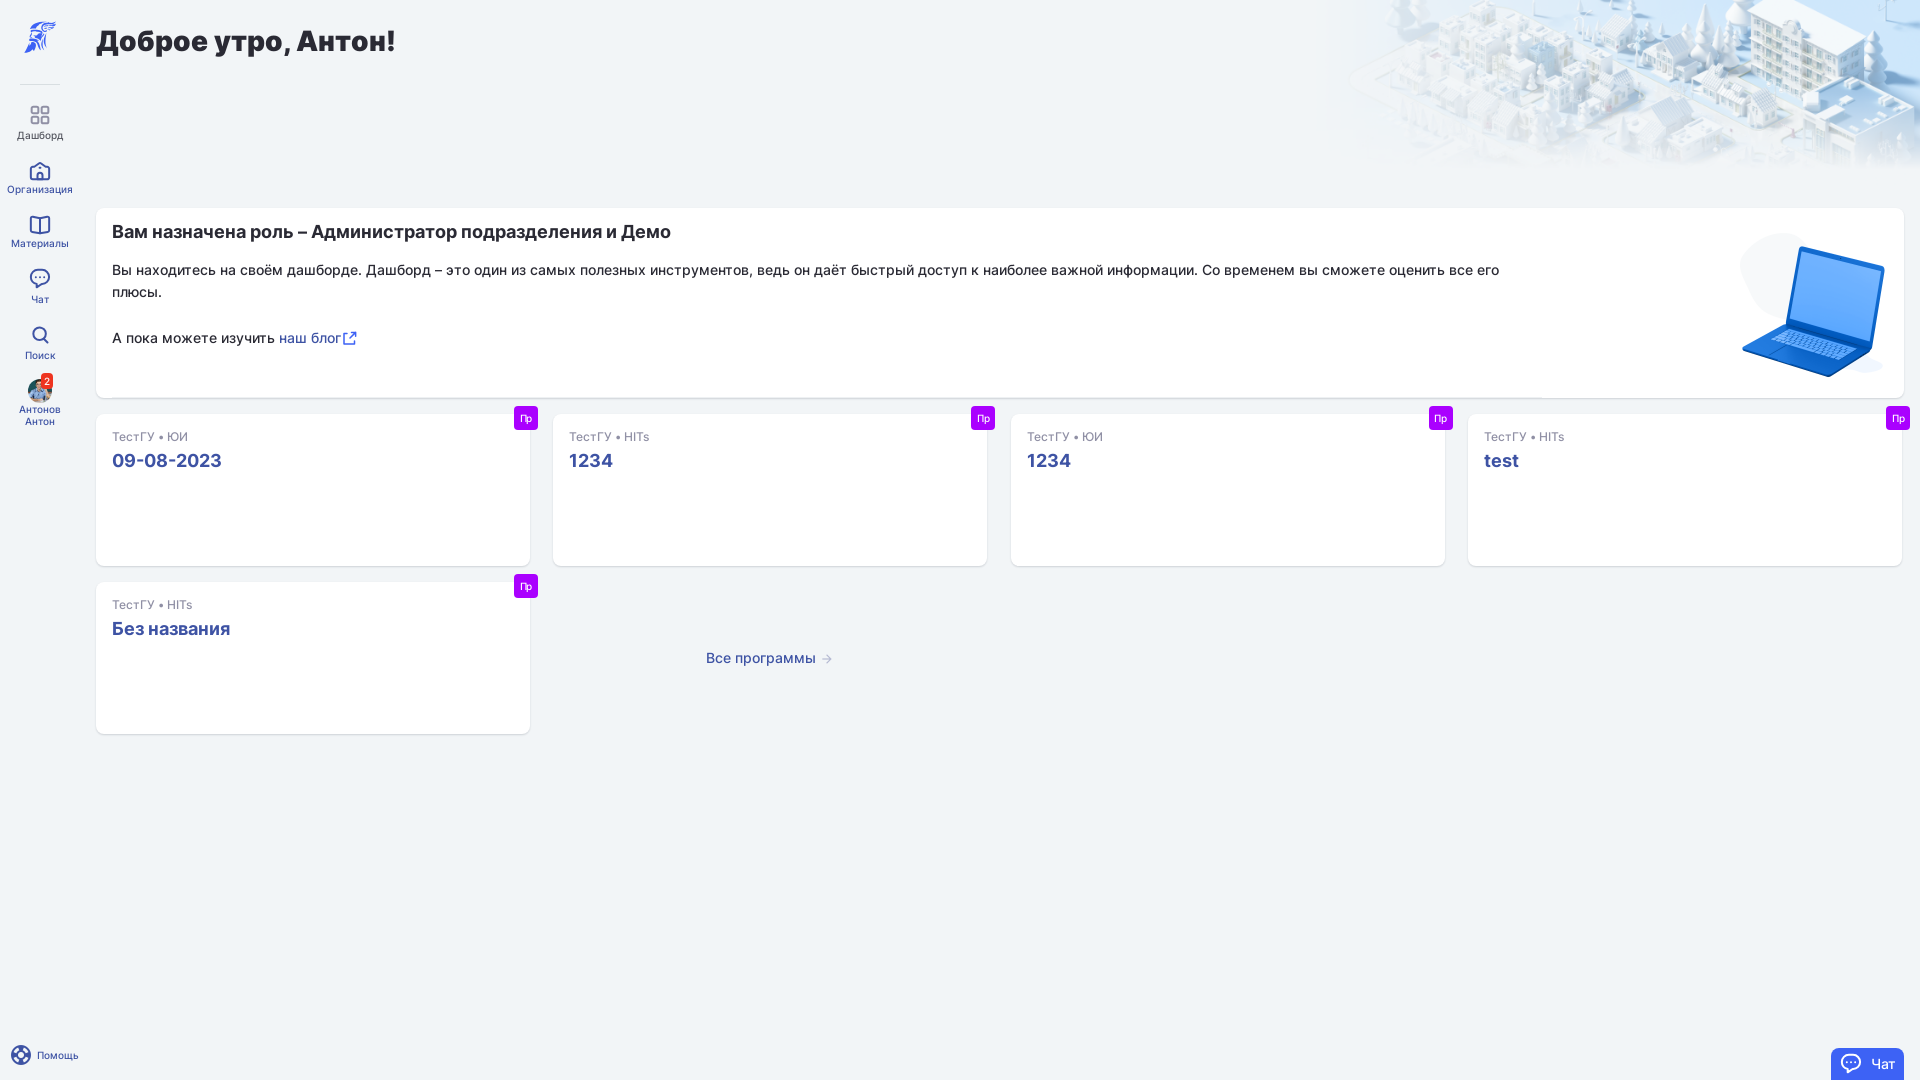 Доброе утро, Антон!
Дашборд
Организация
Материалы
Чат
Поиск
2
Антонов
Антон
Вам назначена роль – Администратор подразделения и Демо
Вы находитесь на своём дашборде. Дашборд – это один из самых полезных инструментов, ведь он даёт быстрый доступ к наиболее важной информации. Со временем вы сможете оценить все его
плюсы.
А пока можете изучить наш блог
Пр
ТестГУ • ЮИ
09-08-2023
Пр
ТестГУ • HITs
1234
Пр
ТестГУ • ЮИ
1234
Пр
ТестГУ • HITs
test
Пр
ТестГУ • HITs
Без названия
Все программы
Помощь
Чат